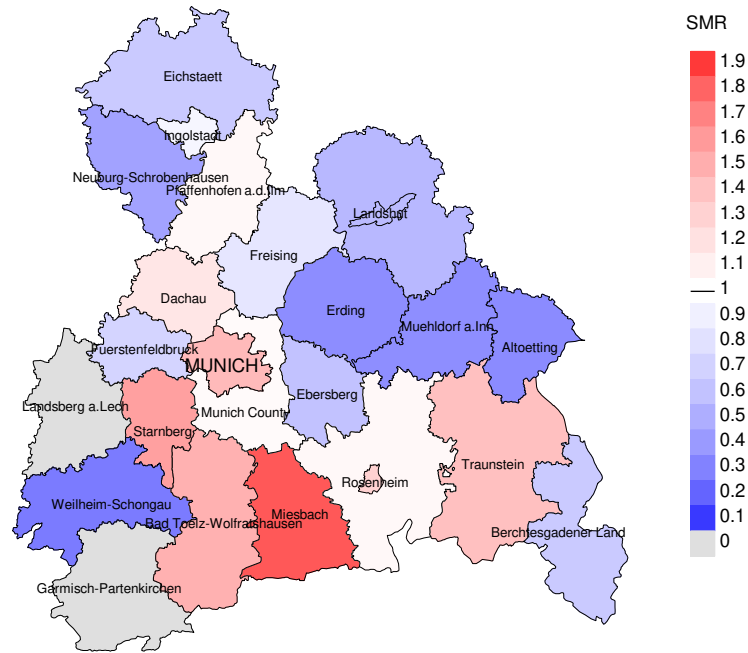 SMR
Eichstaett
Ingolstadt
Neuburg-Schrobenhausen
Pfaffenhofen a.d.Ilm
Landshut
Freising
Dachau
Erding
Muehldorf a.Inn
Altoetting
Fuerstenfeldbruck
MUNICH
Ebersberg
Landsberg a.Lech
Munich County
Starnberg
Traunstein
Rosenheim
Weilheim-Schongau
Miesbach
Bad Toelz-Wolfratshausen
Berchtesgadener Land
Garmisch-Partenkirchen
1.9
1.8
1.7
1.6
1.5
1.4
1.3
1.2
1.1
1
0.9
0.8
0.7
0.6
0.5
0.4
0.3
0.2
0.1
0